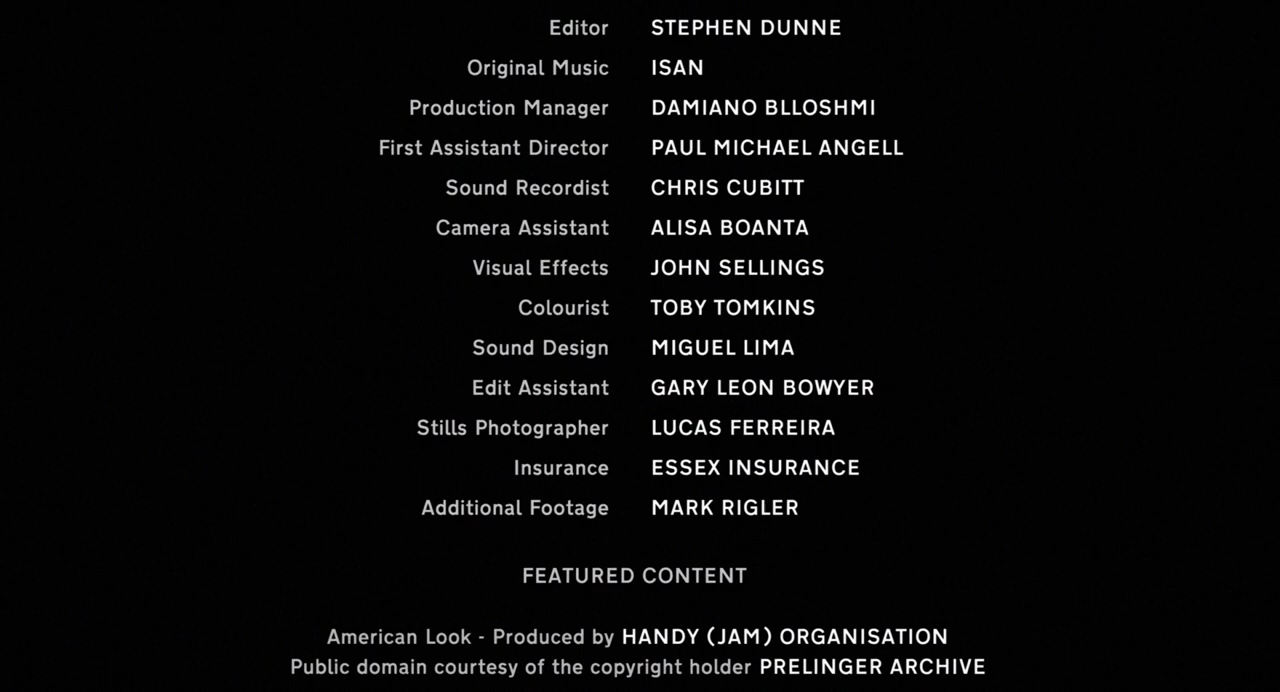 Editor STEPHEN DUNNE
Original Music ISAN
Production Manager DAMIANO BLLOSHMI
First Assistant Director PAUL MICHAEL ANGELL
Sound Recordist CHRIS CUBITT
Camera Assistant ALISA BOANTA
Visual Effects JOHN SELLINGS
Colourist TOBY TOMKINS
Sound Design MIGUEL LIMA
Edit Assistant GARY LEON BOWYER
Stills Photographer LUCAS FERREIRA
Insurance ESSEX INSURANCE
Additional Footage MARK RIGLER
FEATURED CONTENT
American Look - Produced by HANDY (JAM) ORGANISATION
Public domain courtesy of the copyright holder PRELINGER ARCHIVE